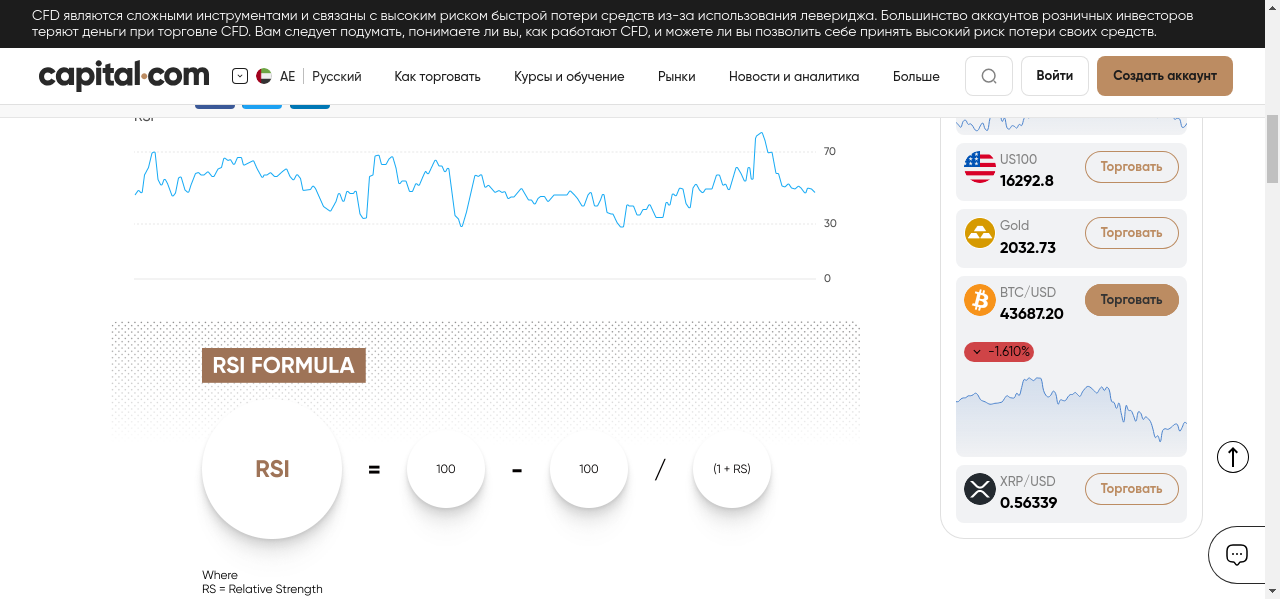 CFD являются сложными инструментами и связаны с высоким риском быстрой потери средств из-за использования левериджа. Большинство аккаунтов розничных инвесторов
теряют деньги при торговле CFD. Вам следует подумать, понимаете ли вы, как работают CFD, и можете ли вы позволить себе принять высокий риск потери своих средств.
capital.com
AE
Русский
Как торговать
Курсы и обучение
Рынки
Новости и аналитика
Больше
Войти
Создать аккаунт
RSI
70
30
0
RSI FORMULA
RSI = 100 - 100 / (1 + RS)
Where
RS = Relative Strength
US100
16292.8
Торговать
Gold
2032.73
Торговать
BTC/USD
43687.20
Торговать
-1.610%
XRP/USD
0.56339
Торговать